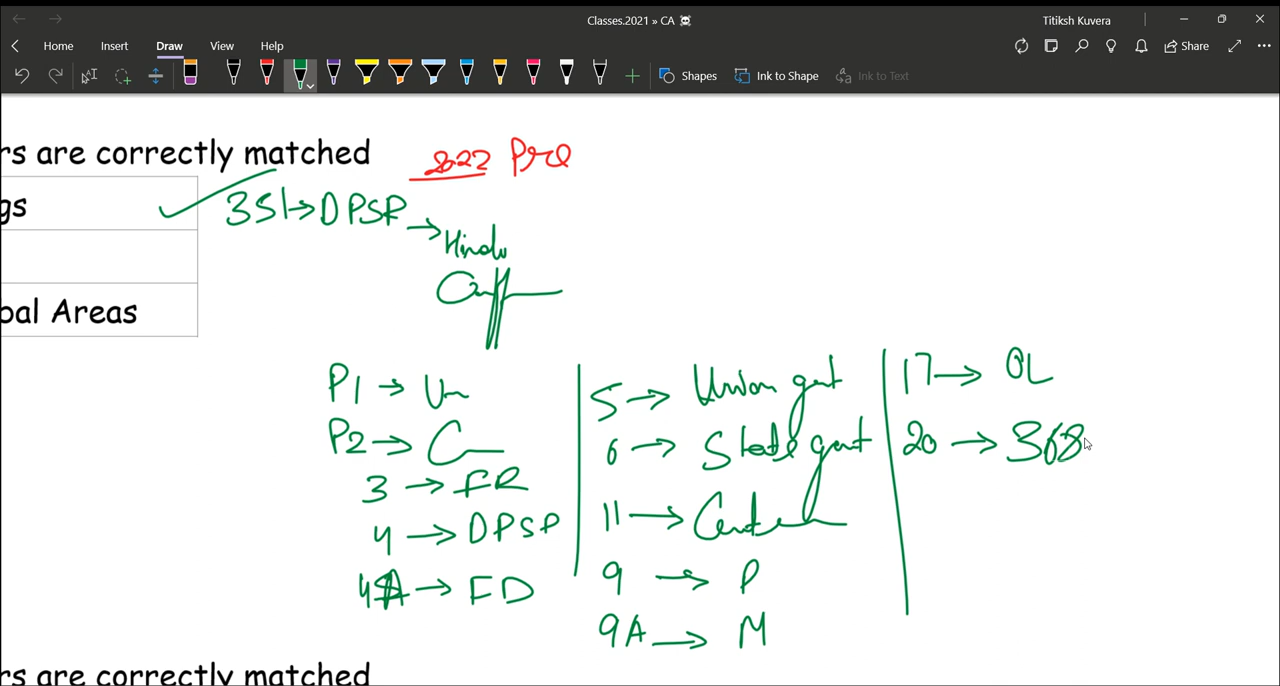 Classes.2021 » CA
Titiksh Kuvera
Home Insert Draw View Help
Share
Shapes
Ink to Shape
Ink to Text
rs are correctly matched
2022 Pre
gs
351→DPSP
→Hindi
oal Areas
P1 → Un
P2 → C
3 → FR
4 → DPSP
4A → FD
5 → Union govt
6 → State govt
11 →
9 → P
9A → M
17 → OL
20 → 368
rs are correctly matched